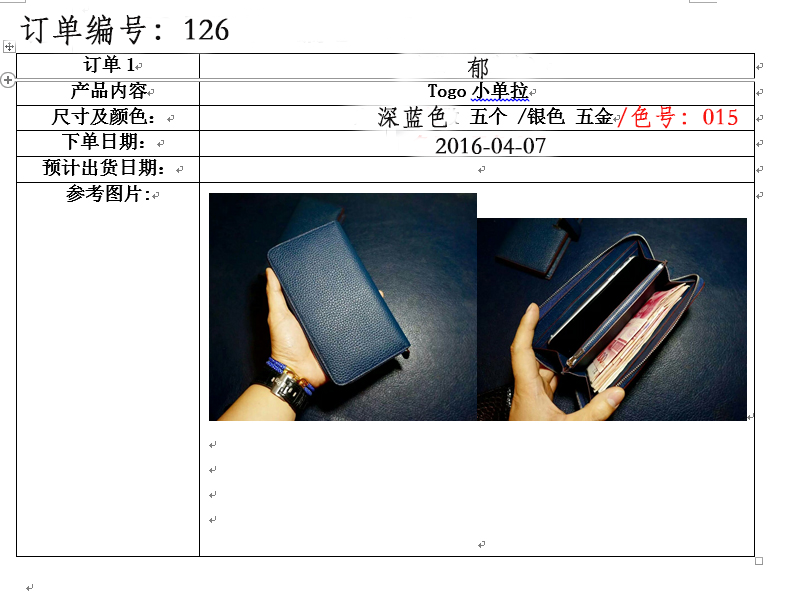 订单编号：126
订单 1 郁
产品内容 Togo 小单拉
尺寸及颜色： 深蓝色： 五个 /银色 五金/色号：015
下单日期： 2016-04-07
预计出货日期：
参考图片: